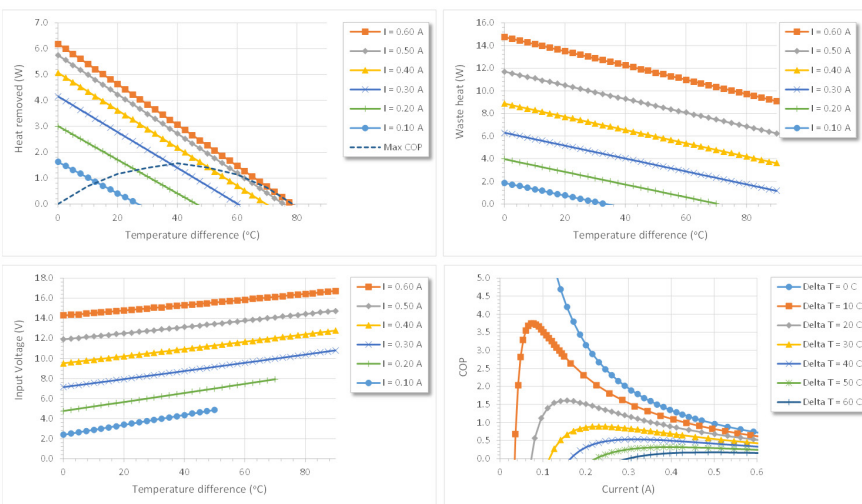 7.0
6.0
5.0
4.0
3.0
2.0
1.0
0.0
0 20 40 60 80
Heat removed (W)
Temperature difference (°C)
I = 0.60 A
I = 0.50 A
I = 0.40 A
I = 0.30 A
I = 0.20 A
I = 0.10 A
Max COP
16.0
14.0
12.0
10.0
8.0
6.0
4.0
2.0
0.0
0 20 40 60 80
Waste heat (W)
Temperature difference (°C)
I = 0.60 A
I = 0.50 A
I = 0.40 A
I = 0.30 A
I = 0.20 A
I = 0.10 A
18.0
16.0
14.0
12.0
10.0
8.0
6.0
4.0
2.0
0.0
0 20 40 60 80
Input Voltage (V)
Temperature difference (°C)
I = 0.60 A
I = 0.50 A
I = 0.40 A
I = 0.30 A
I = 0.20 A
I = 0.10 A
5.0
4.5
4.0
3.5
3.0
2.5
2.0
1.5
1.0
0.5
0.0
0 0.1 0.2 0.3 0.4 0.5 0.6
COP
Current (A)
Delta T = 0 C
Delta T = 10 C
Delta T = 20 C
Delta T = 30 C
Delta T = 40 C
Delta T = 50 C
Delta T = 60 C